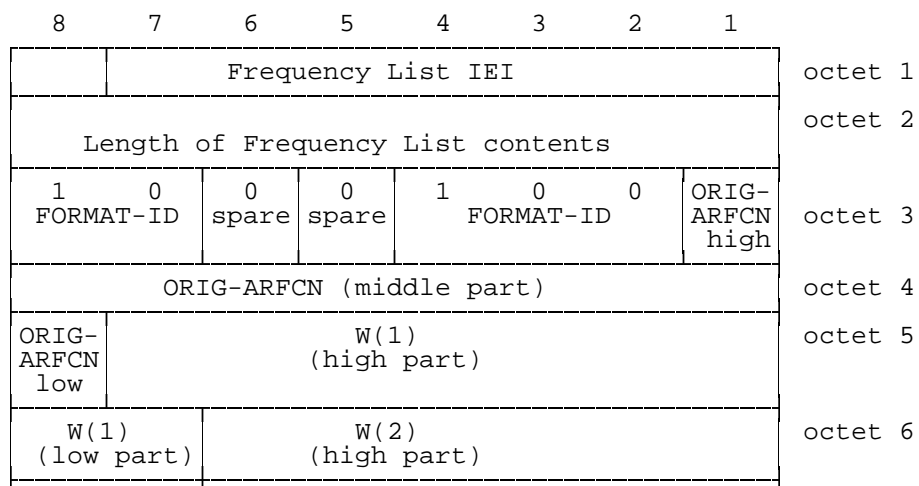 8 7 6 5 4 3 2 1
Frequency List IEI octet 1
octet 2
Length of Frequency List contents
1 0 0 0 1 0 0 ORIG-
FORMAT-ID spare spare FORMAT-ID ARFCN octet 3
high
ORIG-ARFCN (middle part) octet 4
ORIG- W(1) octet 5
ARFCN (high part)
low
W(1) W(2) octet 6
(low part) (high part)